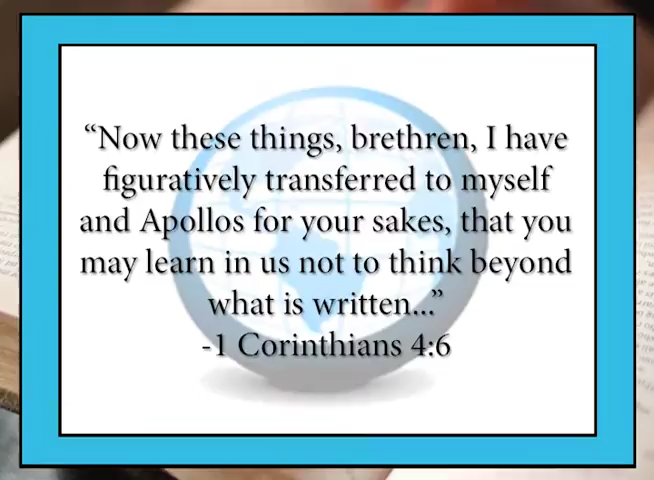 “Now these things, brethren, I have
figuratively transferred to myself
and Apollos for your sakes, that you
may learn in us not to think beyond
what is written...”
-1 Corinthians 4:6